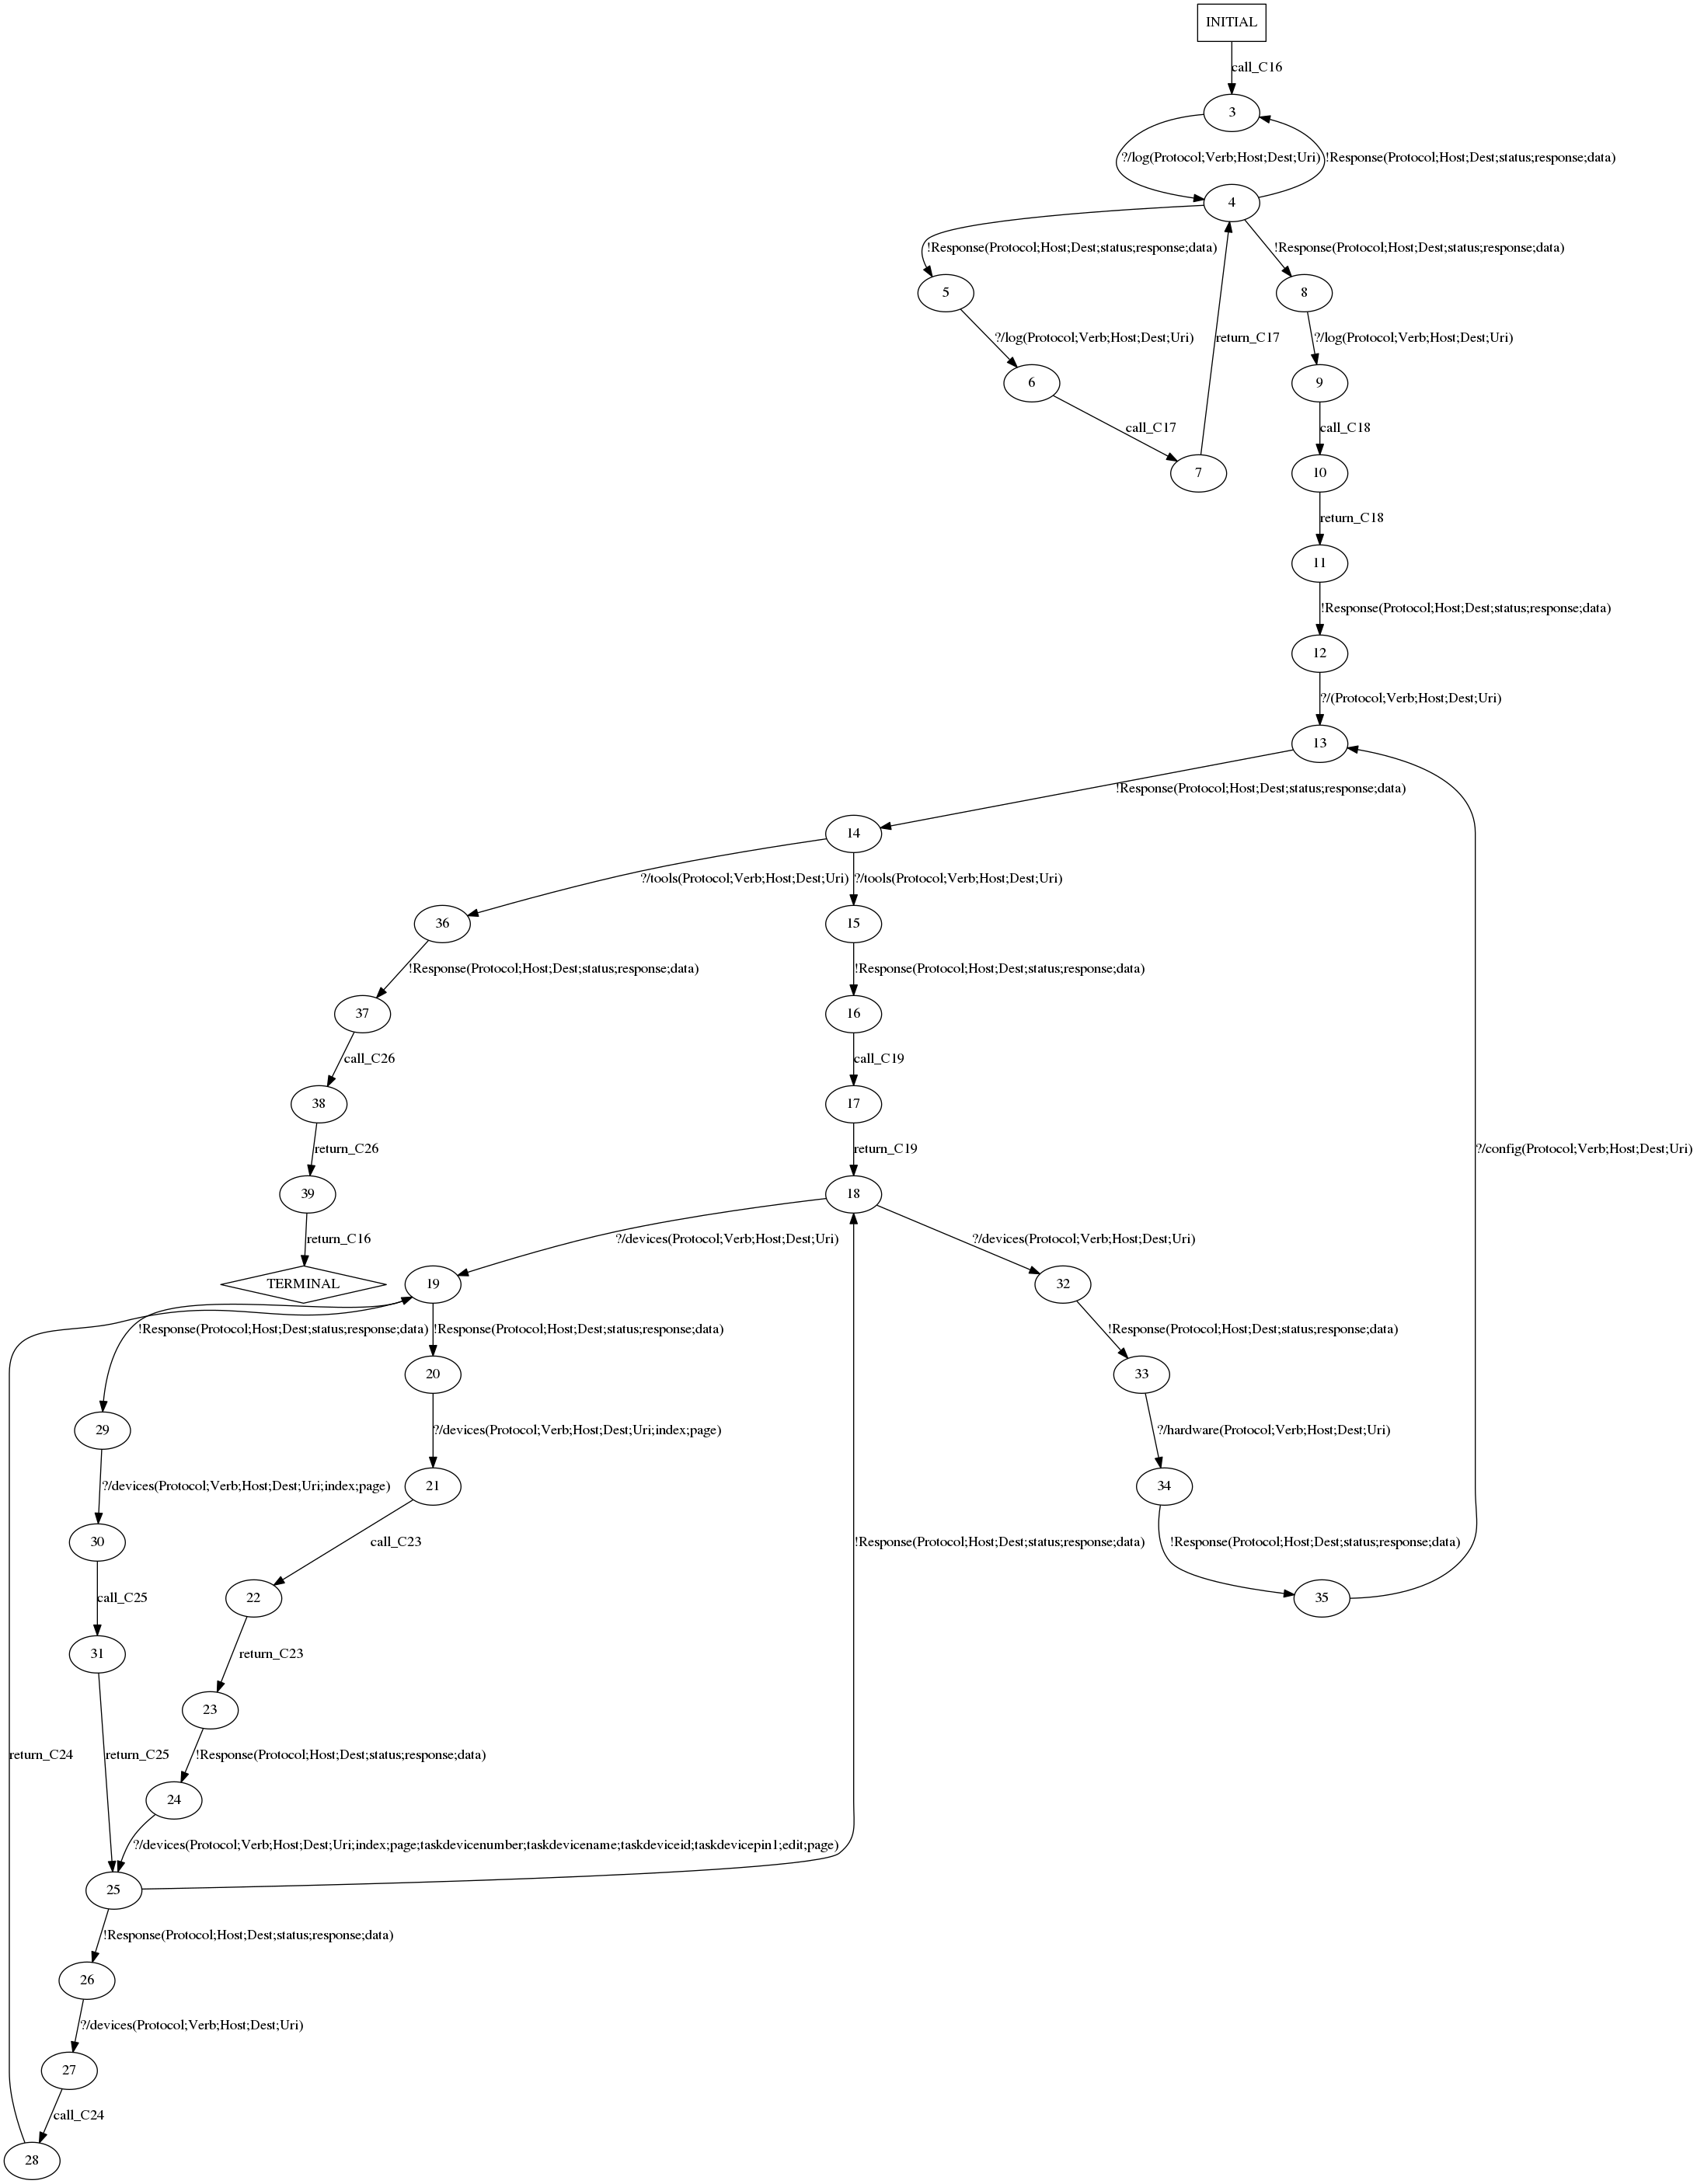 INITIAL
call_C16
3
?/log(Protocol;Verb;Host;Dest;Uri)
!Response(Protocol;Host;Dest;status;response;data)
4
!Response(Protocol;Host;Dest;status;response;data)
!Response(Protocol;Host;Dest;status;response;data)
5
8
?/log(Protocol;Verb;Host;Dest;Uri)
return_C17
?/log(Protocol;Verb;Host;Dest;Uri)
6
9
call_C17
call_C18
7
10
return_C18
11
!Response(Protocol;Host;Dest;status;response;data)
12
?/(Protocol;Verb;Host;Dest;Uri)
13
!Response(Protocol;Host;Dest;status;response;data)
14
?/tools(Protocol;Verb;Host;Dest;Uri)
?/tools(Protocol;Verb;Host;Dest;Uri)
36
15
!Response(Protocol;Host;Dest;status;response;data)
!Response(Protocol;Host;Dest;status;response;data)
37
16
call_C26
call_C19
38
17
return_C26
return_C19
?/config(Protocol;Verb;Host;Dest;Uri)
39
18
return_C16
?/devices(Protocol;Verb;Host;Dest;Uri)
?/devices(Protocol;Verb;Host;Dest;Uri)
TERMINAL
19
32
!Response(Protocol;Host;Dest;status;response;data)
!Response(Protocol;Host;Dest;status;response;data)
!Response(Protocol;Host;Dest;status;response;data)
20
33
29
?/devices(Protocol;Verb;Host;Dest;Uri;index;page)
?/hardware(Protocol;Verb;Host;Dest;Uri)
?/devices(Protocol;Verb;Host;Dest;Uri;index;page)
21
34
30
call_C23
!Response(Protocol;Host;Dest;status;response;data)
!Response(Protocol;Host;Dest;status;response;data)
call_C25
22
35
31
return_C23
23
return_C24
return_C25
!Response(Protocol;Host;Dest;status;response;data)
24
?/devices(Protocol;Verb;Host;Dest;Uri;index;page;taskdevicenumber;taskdevicename;taskdeviceid;taskdevicepin1;edit;page)
25
!Response(Protocol;Host;Dest;status;response;data)
26
?/devices(Protocol;Verb;Host;Dest;Uri)
27
call_C24
28